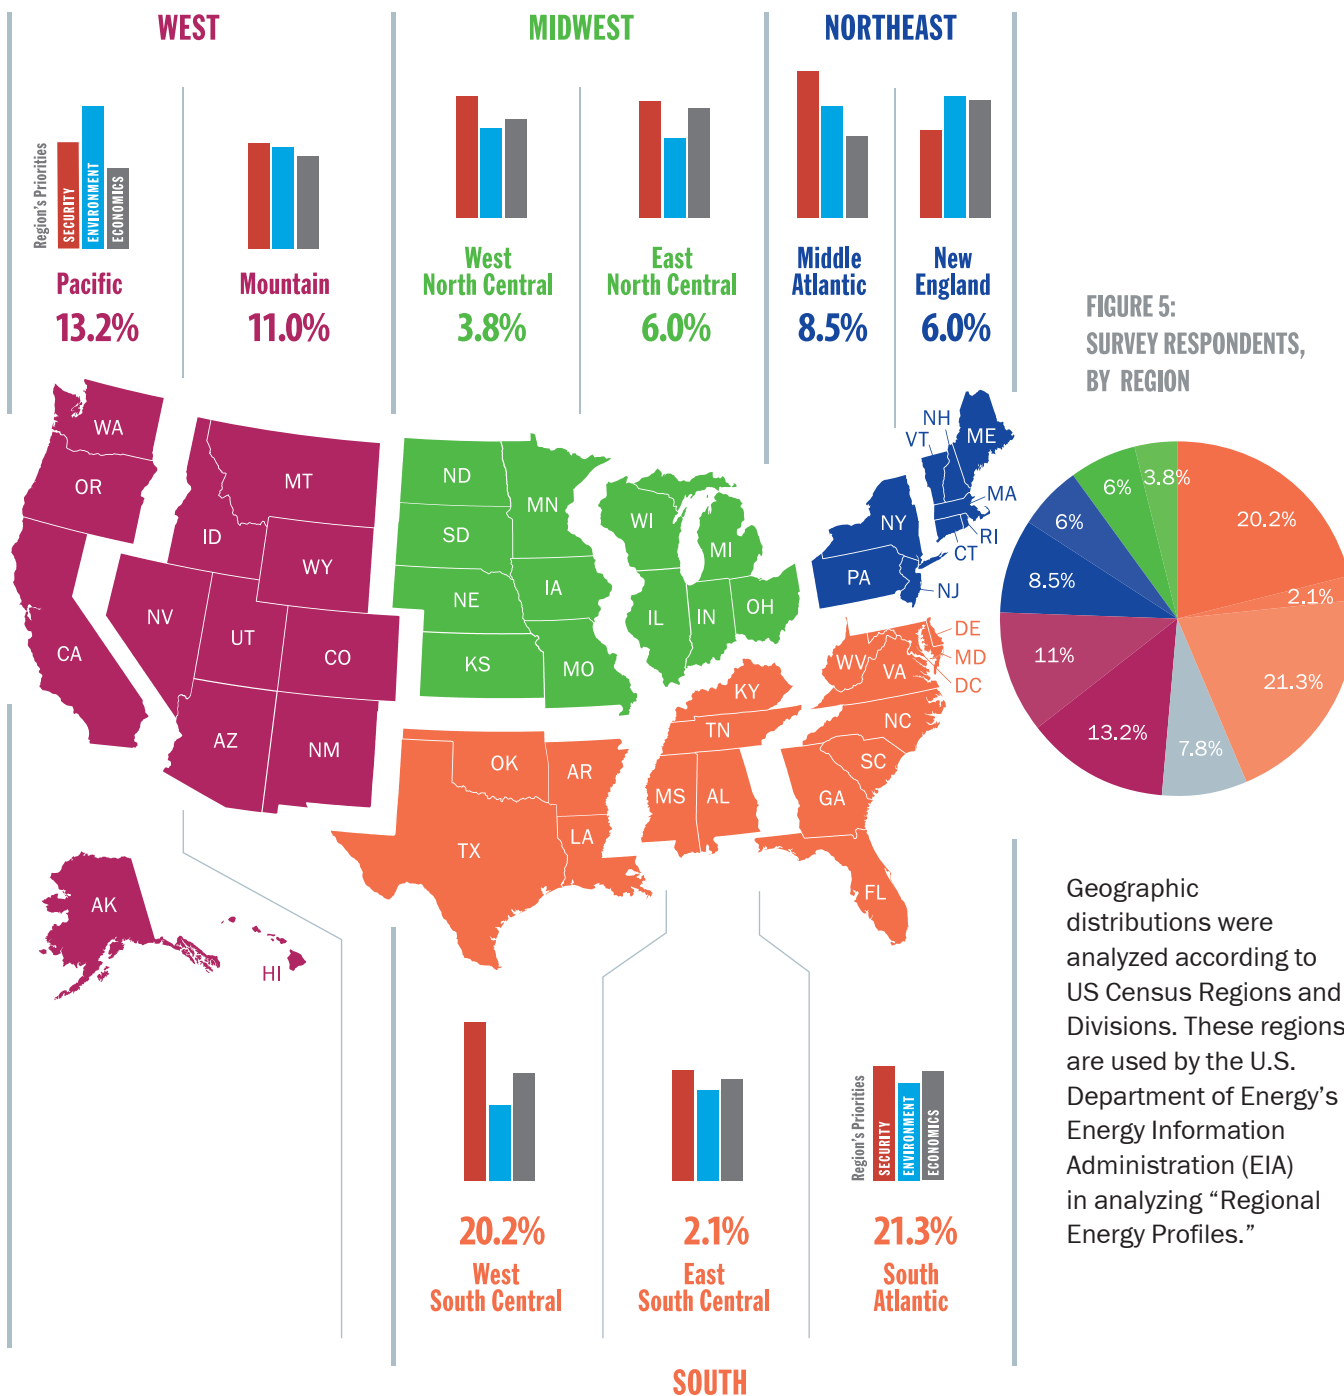 WEST
MIDWEST
NORTHEAST
Region's Priorities
SECURITY
ENVIRONMENT
ECONOMICS
Pacific
13.2%
Mountain
11.0%
West
North Central
3.8%
East
North Central
6.0%
Middle
Atlantic
8.5%
New
England
6.0%
FIGURE 5:
SURVEY RESPONDENTS,
BY REGION
WA
OR
CA
NV
ID
MT
WY
UT
CO
AZ
NM
AK
HI
ND
SD
NE
KS
MN
IA
MO
WI
IL
MI
IN
OH
NY
PA
NJ
CT
RI
MA
ME
NH
VT
DE
MD
DC
WV
VA
NC
SC
GA
FL
KY
TN
MS
AL
OK
AR
LA
TX
3.8%
20.2%
2.1%
21.3%
7.8%
13.2%
11%
8.5%
6%
6%
Geographic
distributions were
analyzed according to
US Census Regions and
Divisions. These regions
are used by the U.S.
Department of Energy’s
Energy Information
Administration (EIA)
in analyzing “Regional
Energy Profiles.”
20.2%
West
South Central
2.1%
East
South Central
Region's Priorities
SECURITY
ENVIRONMENT
ECONOMICS
21.3%
South
Atlantic
SOUTH